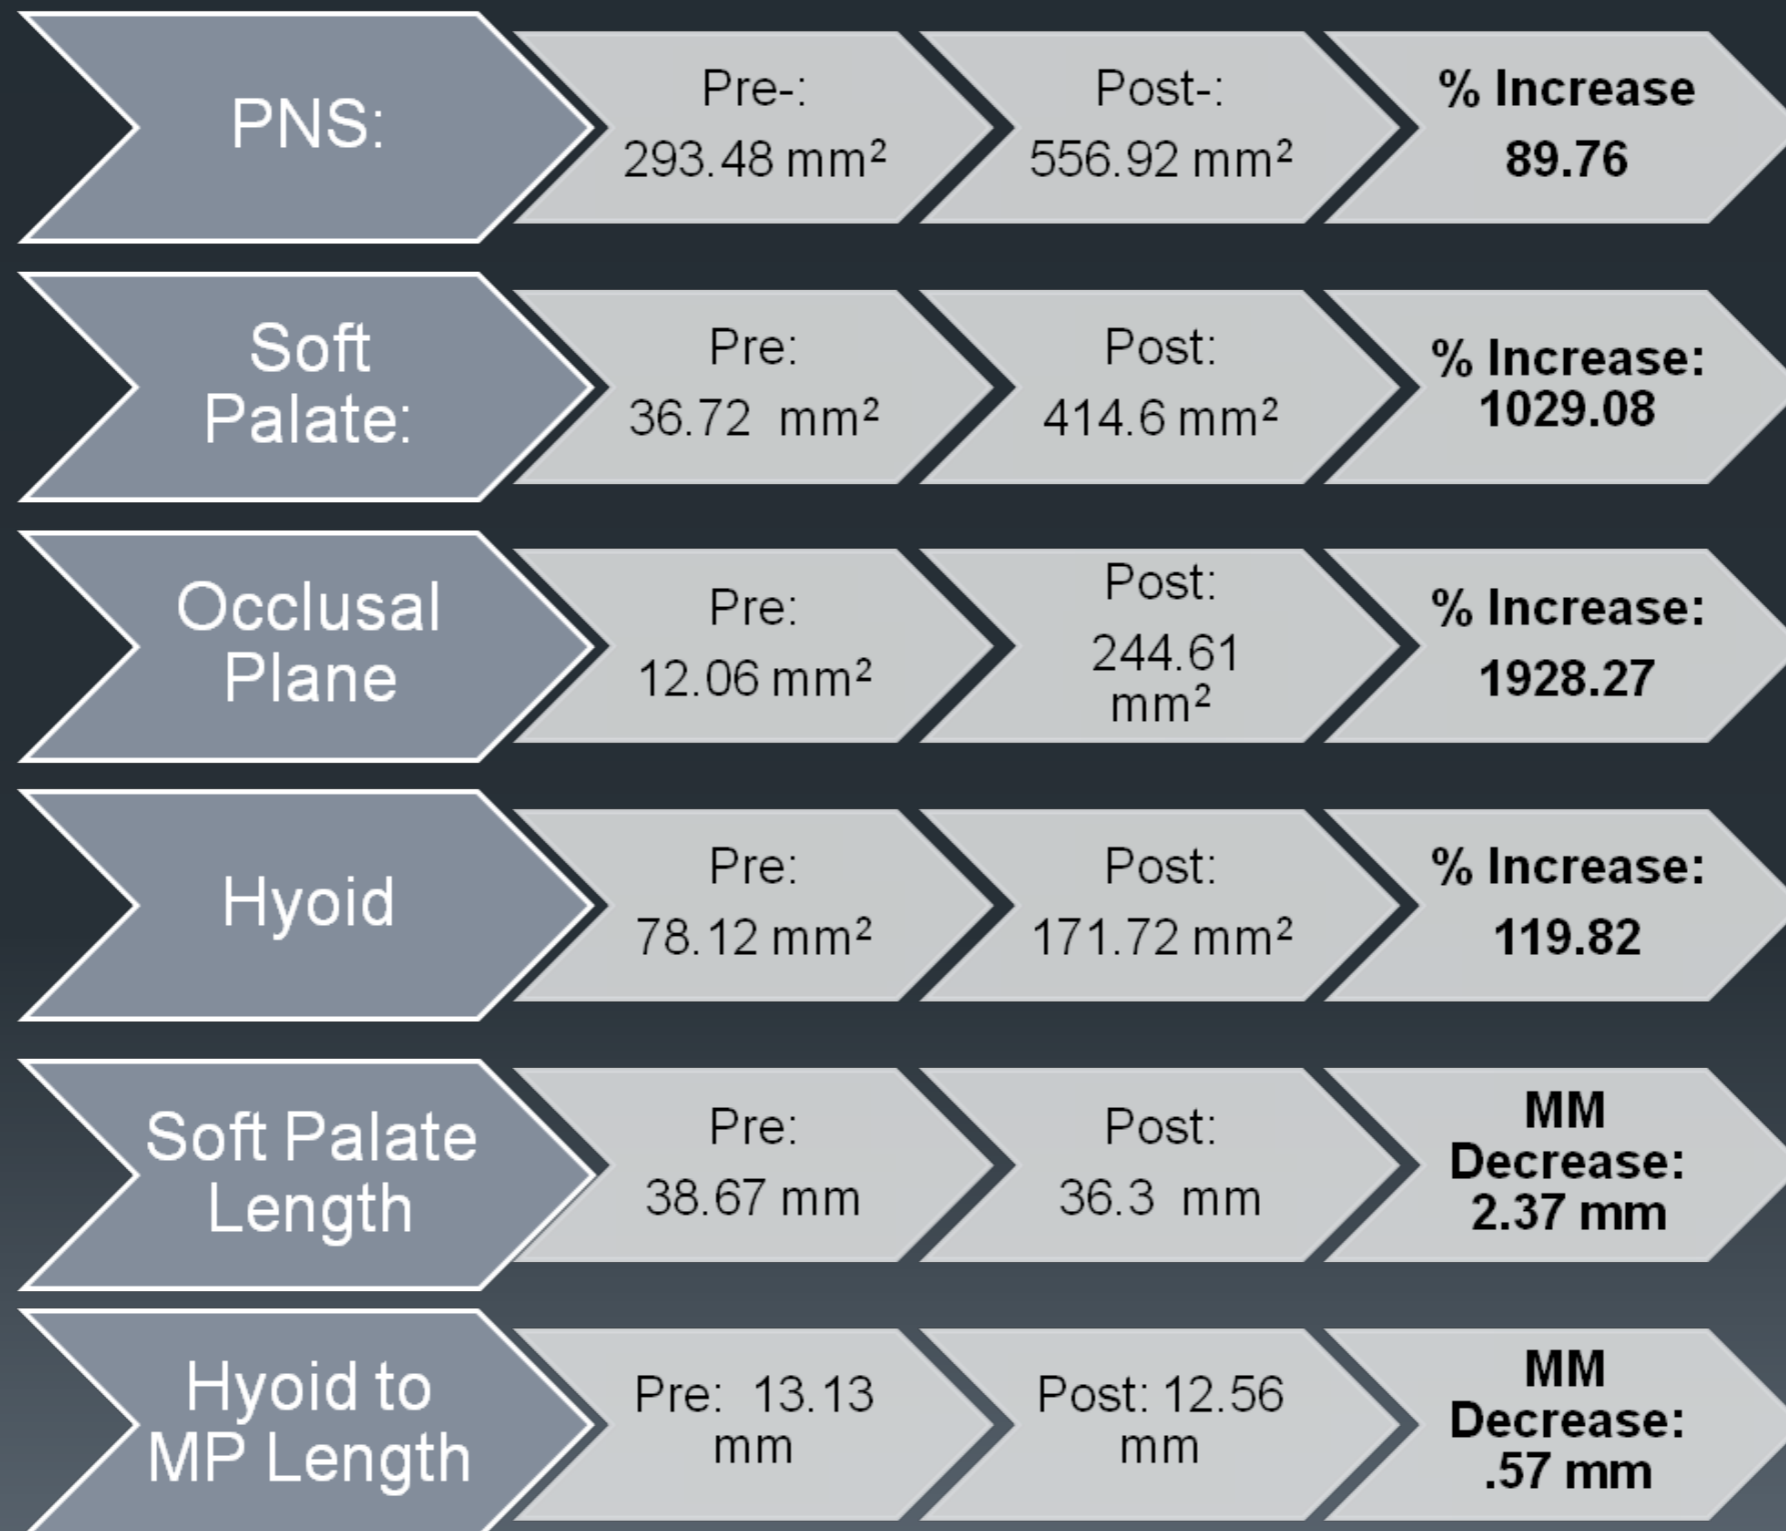 PNS:
Pre-:
293.48 mm²
Post-:
556.92 mm²
% Increase
89.76
Soft
Palate:
Pre:
36.72  mm²
Post:
414.6 mm²
% Increase:
1029.08
Occlusal
Plane
Pre:
12.06 mm²
Post:
244.61
mm²
% Increase:
1928.27
Hyoid
Pre:
78.12 mm²
Post:
171.72 mm²
% Increase:
119.82
Soft Palate
Length
Pre:
38.67 mm
Post:
36.3  mm
MM
Decrease:
2.37 mm
Hyoid to
MP Length
Pre:  13.13
mm
Post: 12.56
mm
MM
Decrease:
.57 mm